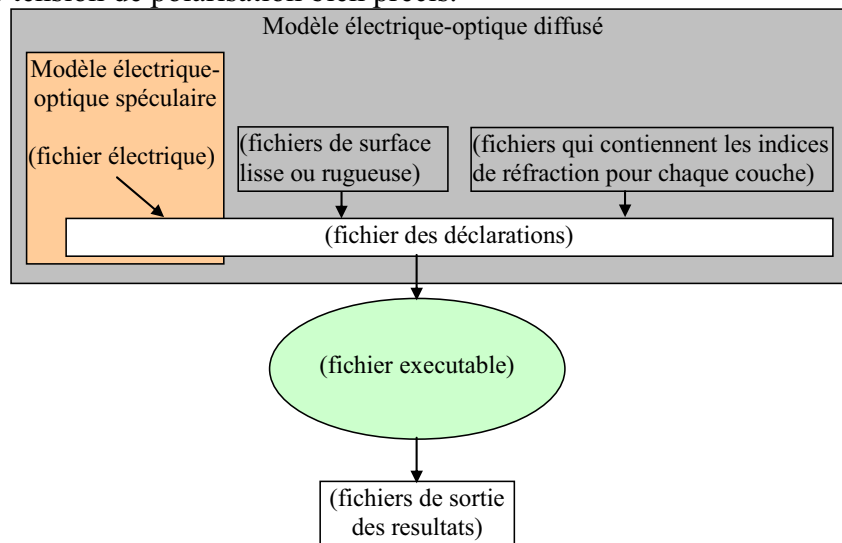 tension de polarisation bien précis.
Modèle électrique-optique diffusé
Modèle électrique-
optique spéculaire
(fichier électrique)
(fichiers de surface
lisse ou rugueuse)
(fichiers qui contiennent les indices
de réfraction pour chaque couche)
(fichier des déclarations)
(fichier executable)
(fichiers de sortie
des resultats)